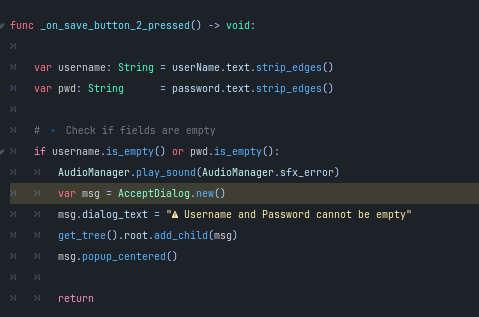 func _on_save_button_2_pressed() -> void:
var username: String = userName.text.strip_edges()
var pwd: String      = password.text.strip_edges()
# 🔹 Check if fields are empty
if username.is_empty() or pwd.is_empty():
AudioManager.play_sound(AudioManager.sfx_error)
var msg = AcceptDialog.new()
msg.dialog_text = "⚠ Username and Password cannot be empty"
get_tree().root.add_child(msg)
msg.popup_centered()
return